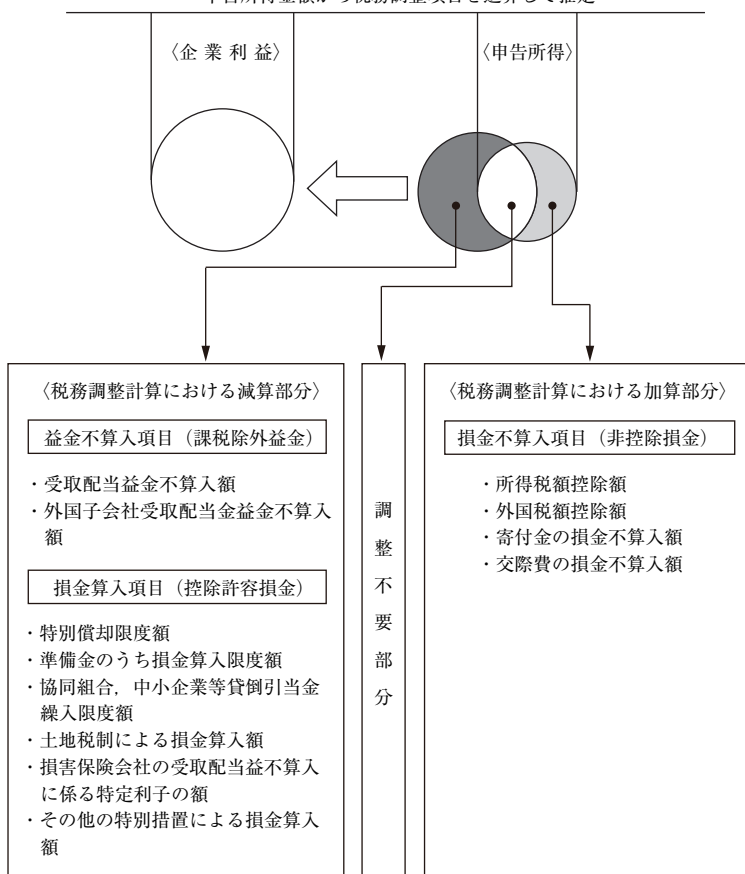 〈企 業 利 益〉
〈申告所得〉
〈税務調整計算における減算部分〉
益金不算入項目（課税除外益金）
・受取配当益金不算入額
・外国子会社受取配当金益金不算入
額
損金算入項目（控除許容損金）
・特別償却限度額
・準備金のうち損金算入限度額
・協同組合，中小企業等貸倒引当金
繰入限度額
・土地税制による損金算入額
・損害保険会社の受取配当益不算入
に係る特定利子の額
・その他の特別措置による損金算入
額
調
整
不
要
部
分
〈税務調整計算における加算部分〉
損金不算入項目（非控除損金）
・所得税額控除額
・外国税額控除額
・寄付金の損金不算入額
・交際費の損金不算入額